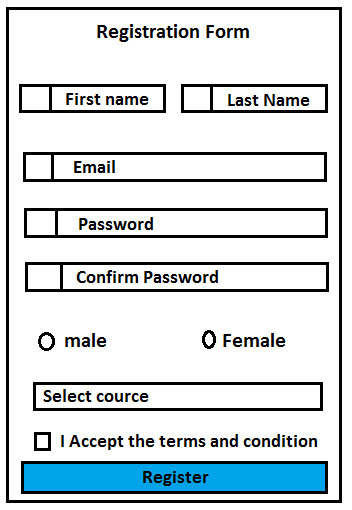 Registration Form
First name Last Name
Email
Password
Confirm Password
male Female
Select cource
I Accept the terms and condition
Register